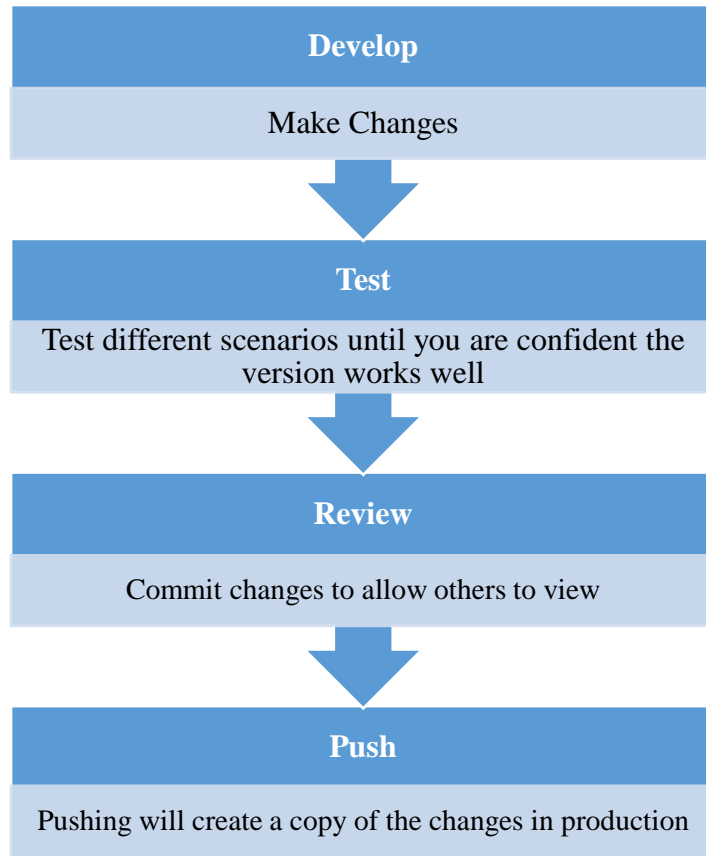 Develop
Make Changes
Test
Test different scenarios until you are confident the
version works well
Review
Commit changes to allow others to view
Push
Pushing will create a copy of the changes in production